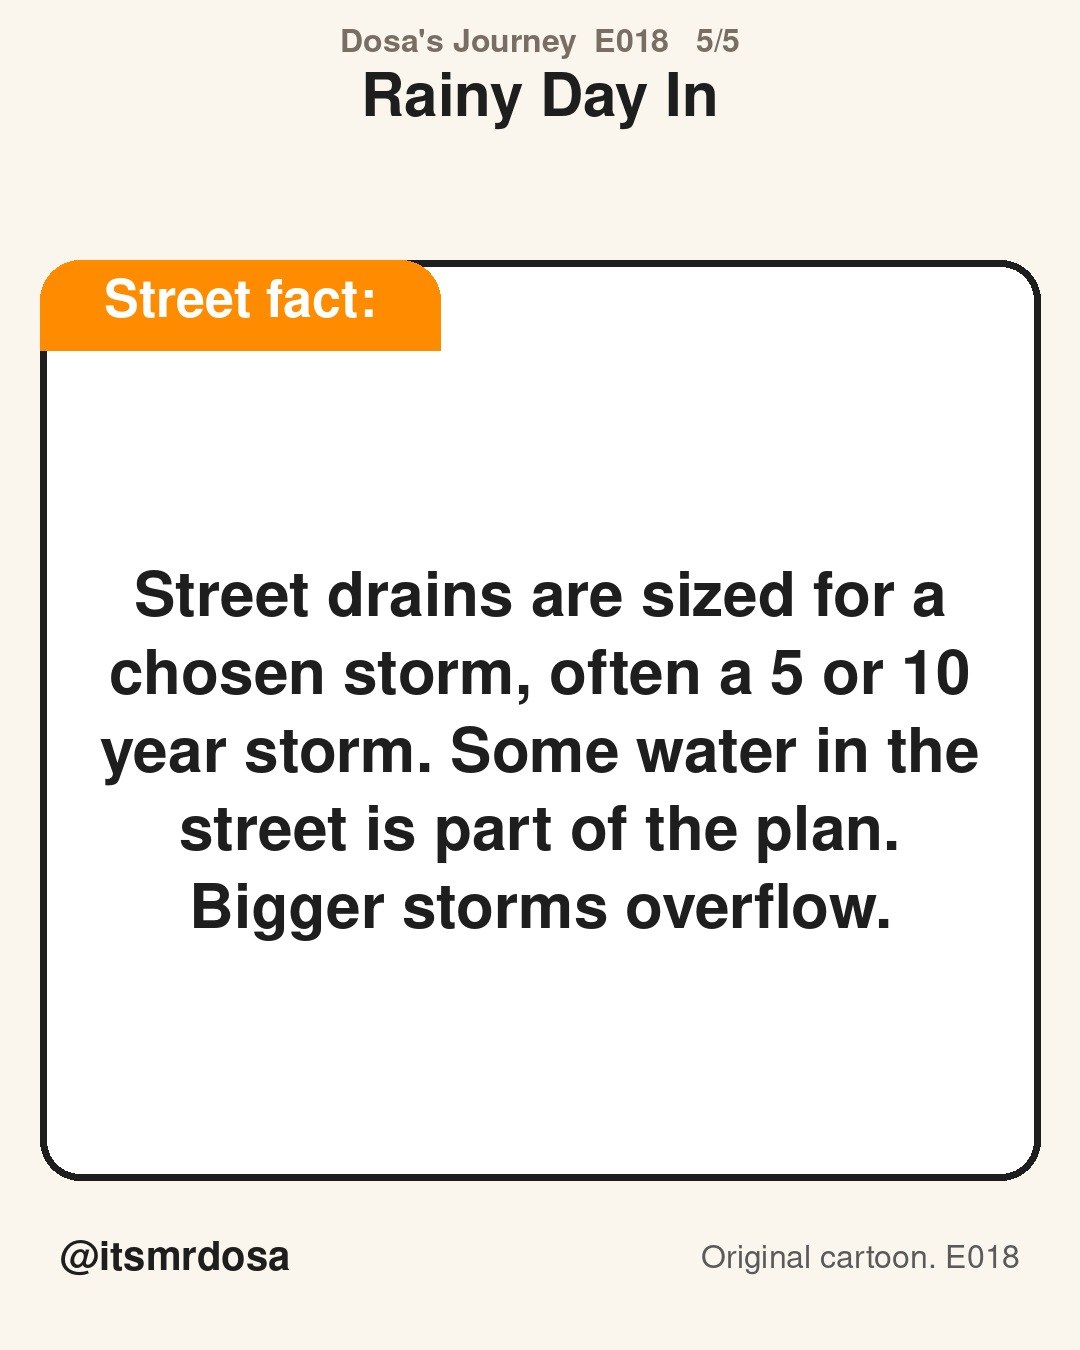 Dosa's Journey E018 5/5
Rainy Day In
Street fact:
Street drains are sized for a
chosen storm, often a 5 or 10
year storm. Some water in the
street is part of the plan.
Bigger storms overflow.
@itsmrdosa
Original cartoon. E018